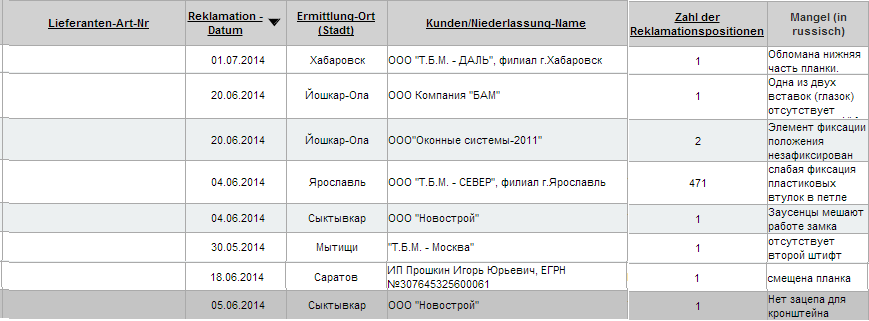 Lieferanten-Art-Nr
Reklamation -
Datum
Ermittlung-Ort
(Stadt)
Kunden/Niederlassung-Name
Zahl der
Reklamationspositionen
Mangel (in
russisch)
01.07.2014
Хабаровск
ООО "Т.Б.М. - ДАЛЬ", филиал г.Хабаровск
1
Обломана нижняя
часть планки.
20.06.2014
Йошкар-Ола
ООО Компания "БАМ"
1
Одна из двух
вставок (глазок)
отсутствует
20.06.2014
Йошкар-Ола
ООО"Оконные системы-2011"
2
Элемент фиксации
положения
незафиксирован
04.06.2014
Ярославль
ООО "Т.Б.М. - СЕВЕР", филиал г.Ярославль
471
слабая фиксация
пластиковых
втулок в петле
04.06.2014
Сыктывкар
ООО "Новострой"
1
Заусенцы мешают
работе замка
30.05.2014
Мытищи
"Т.Б.М. - Москва"
1
отсутствует
второй штифт
18.06.2014
Саратов
ИП Прошкин Игорь Юрьевич, ЕГРН
№307645325600061
1
смещена планка
05.06.2014
Сыктывкар
ООО "Новострой"
1
Нет зацепа для
кронштейна